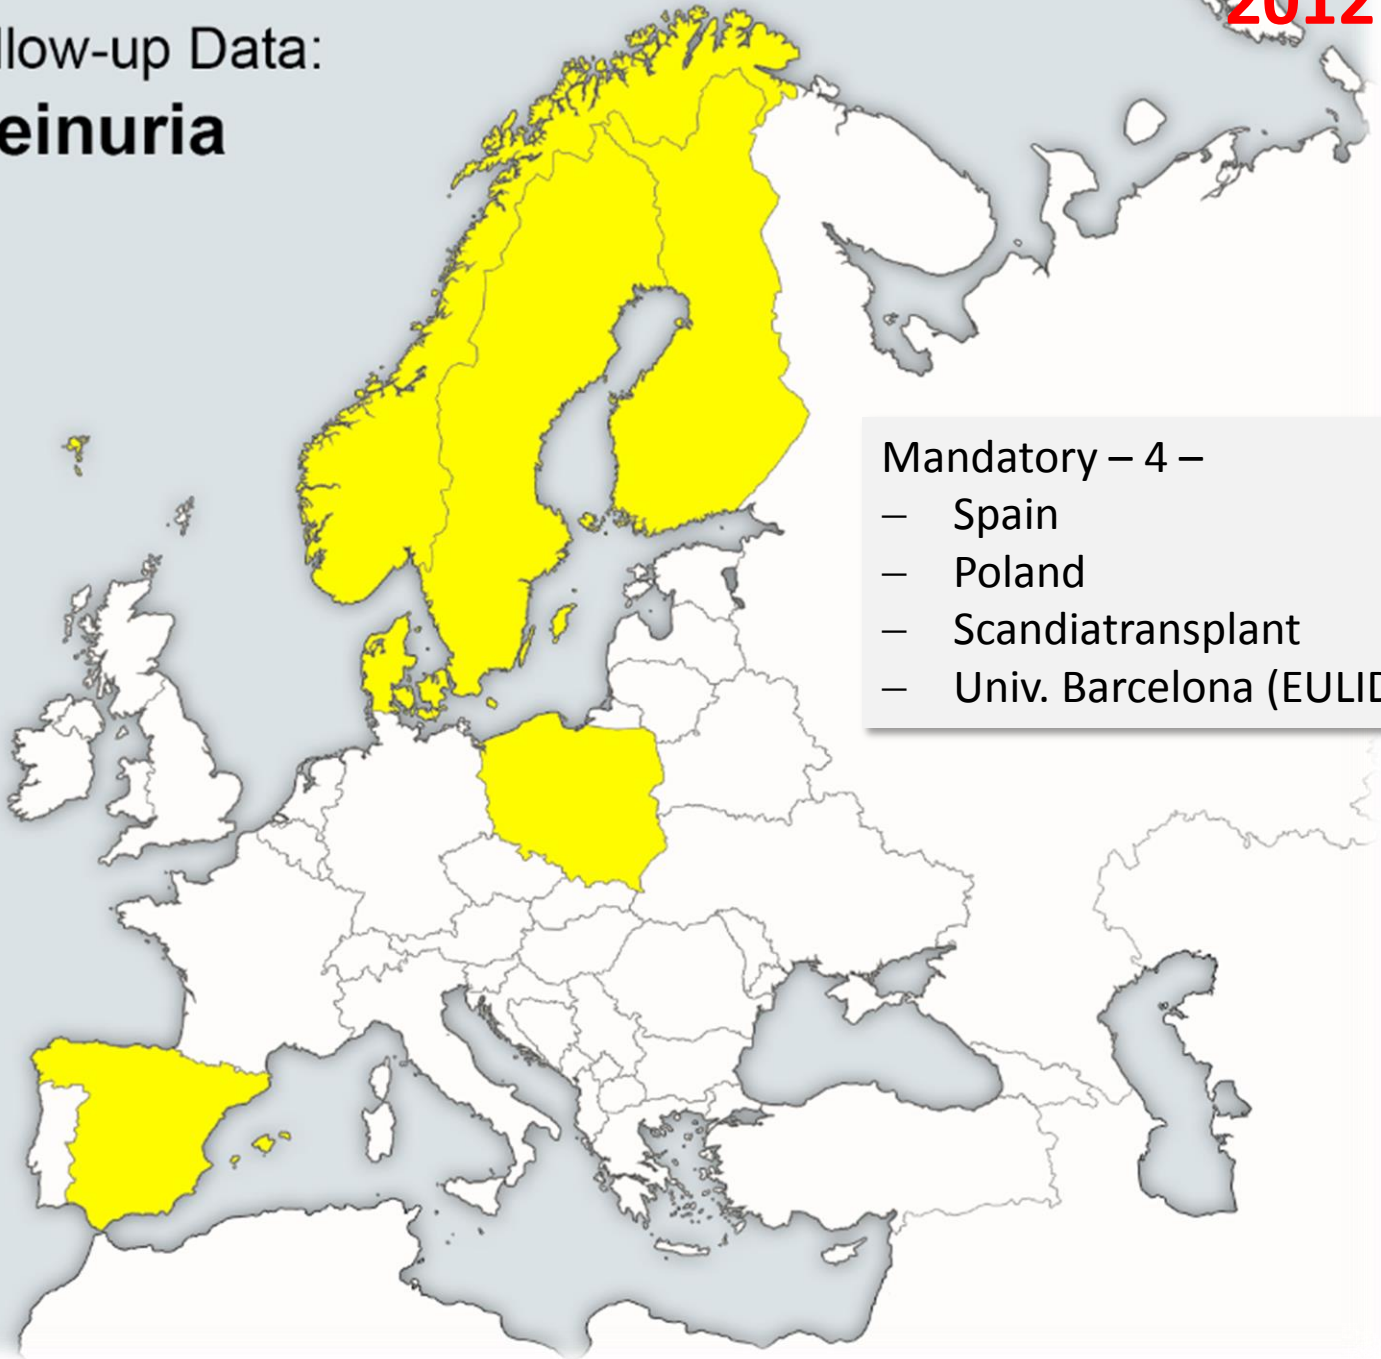 2012
llow-up Data:
einuria
Mandatory – 4 –
– Spain
– Poland
– Scandiatransplant
– Univ. Barcelona (EULID